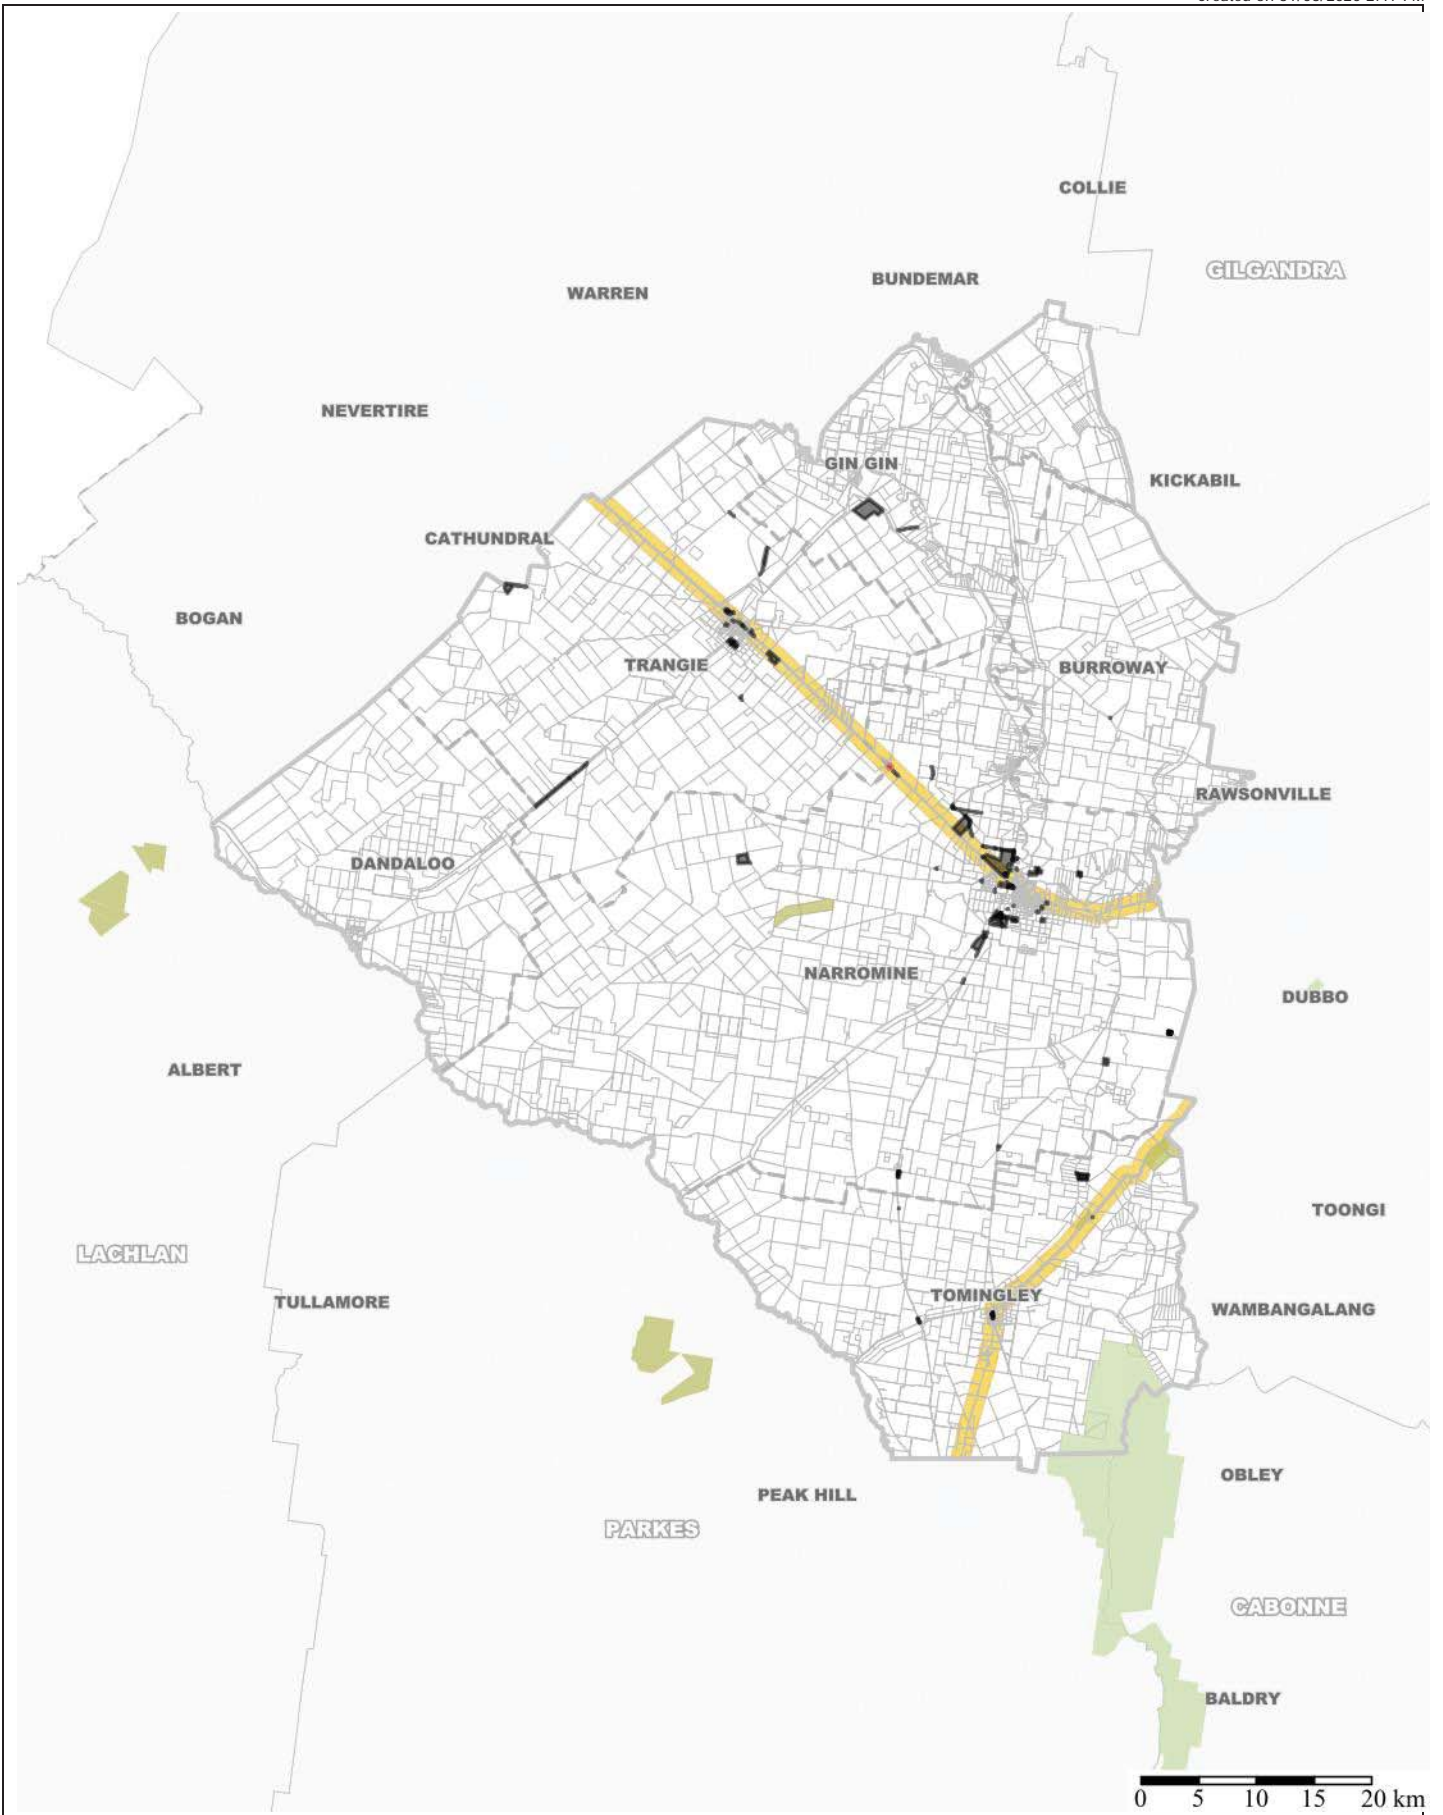 COLLIE
GILGANDRA
BUNDEMAR
WARREN
NEVERTIRE
GIN GIN
KICKABIL
CATHUNDRAL
BOGAN
TRANGIE
BURROWAY
RAWSONVILLE
DANDALOO
NARROMINE
DUBBO
ALBERT
TOONGI
LACHLAN
TOMINGLEY
TULLAMORE
WAMBANGALANG
OBLEY
PEAK HILL
PARKES
CABONNE
BALDRY
0 5 10 15 20 km